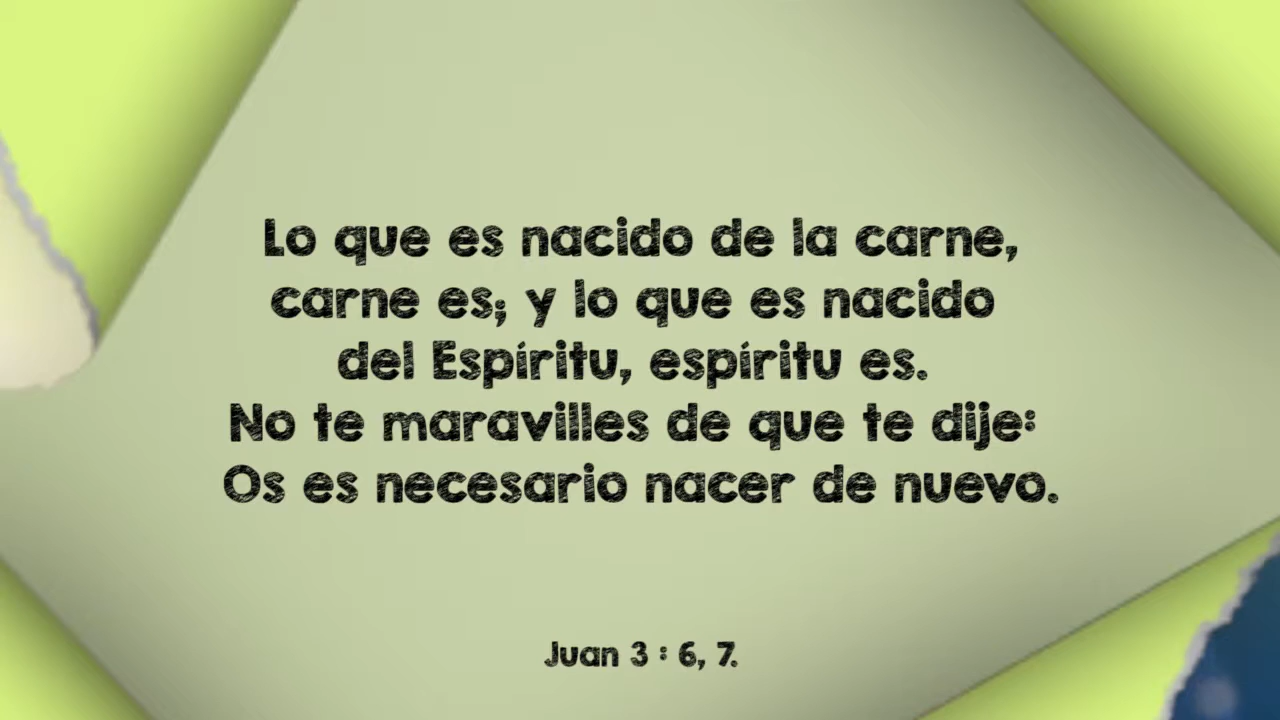 Lo que es nacido de la carne,
carne es; y lo que es nacido
del Espíritu, espíritu es.
No te maravilles de que te dije:
Os es necesario nacer de nuevo.
Juan 3 : 6, 7.